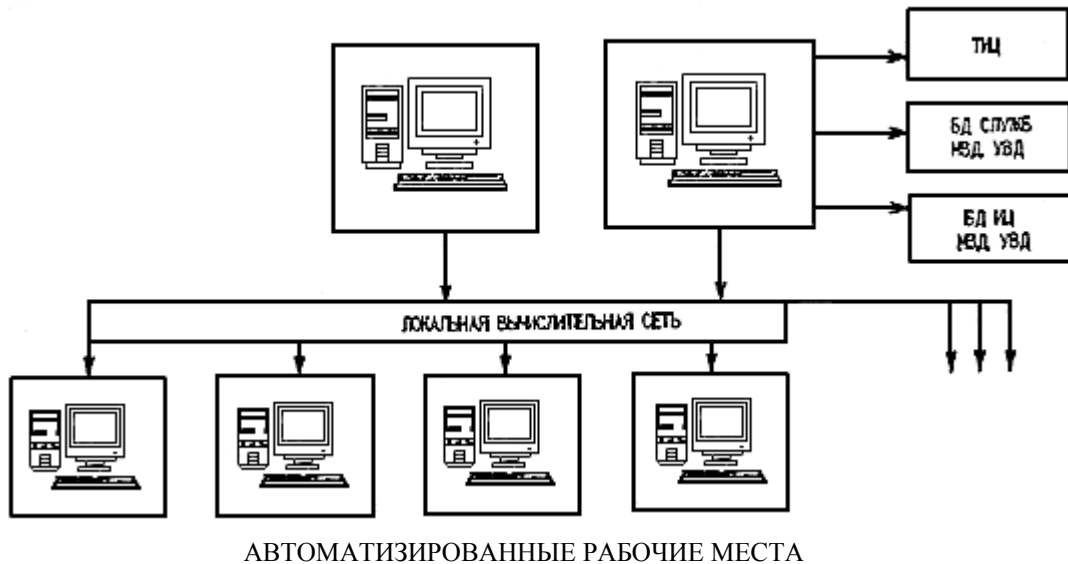 ТИЦ
БД СЛУЖБ
МВД, УВД
БД ИЦ
МВД, УВД
ЛОКАЛЬНАЯ ВЫЧИСЛИТЕЛЬНАЯ СЕТЬ
АВТОМАТИЗИРОВАННЫЕ РАБОЧИЕ МЕСТА